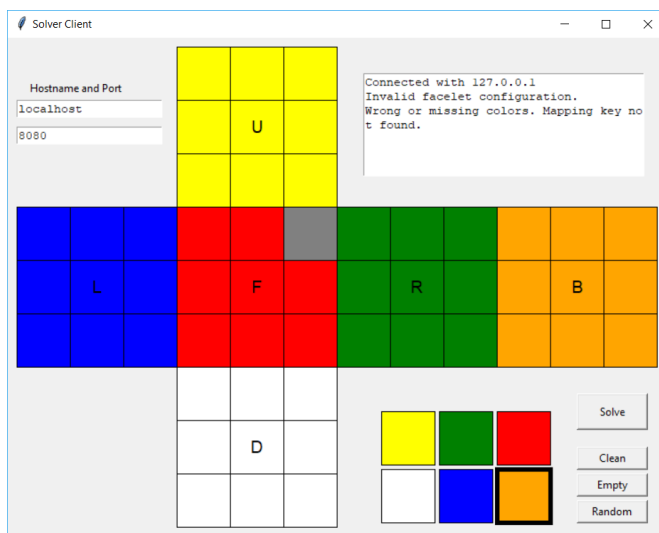 Solver Client
Hostname and Port
localhost
8080
Connected with 127.0.0.1
Invalid facelet configuration.
Wrong or missing colors. Mapping key no
t found.
U
L
F
R
B
D
Solve
Clean
Empty
Random